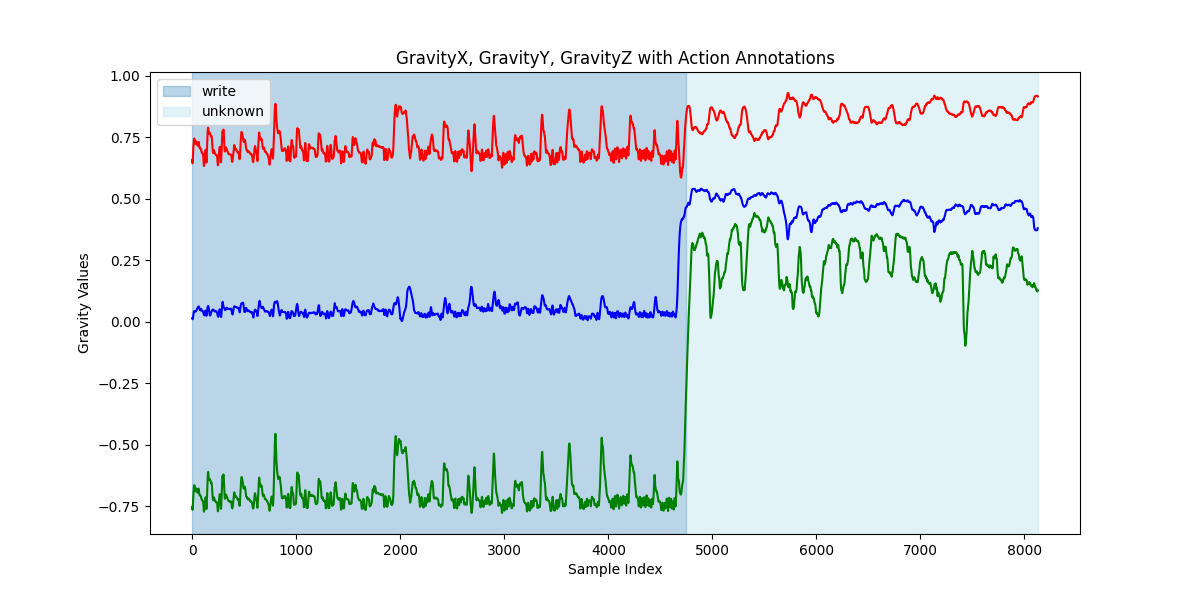 GravityX, GravityY, GravityZ with Action Annotations
write
unknown
1.00
0.75
0.50
0.25
0.00
−0.25
−0.50
−0.75
Gravity Values
0 1000 2000 3000 4000 5000 6000 7000 8000
Sample Index